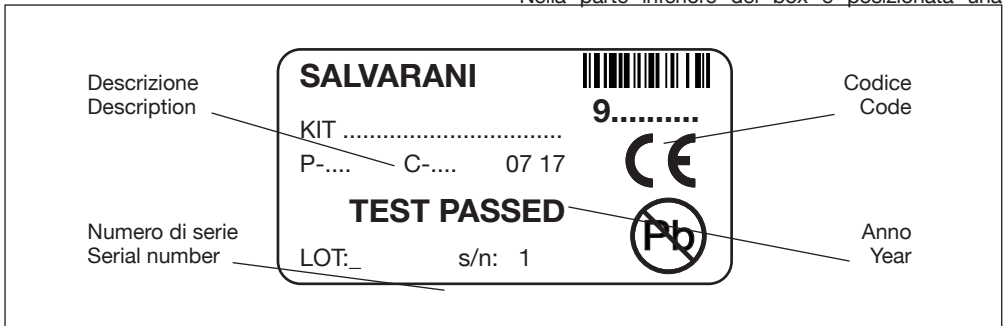 Nella parte inferiore del box è posizionata una
Descrizione
Description
SALVARANI
9..........
KIT .................................
P-.... C-.... 07 17
TEST PASSED
LOT:_ s/n: 1
CE
Pb
Codice
Code
Numero di serie
Serial number
Anno
Year